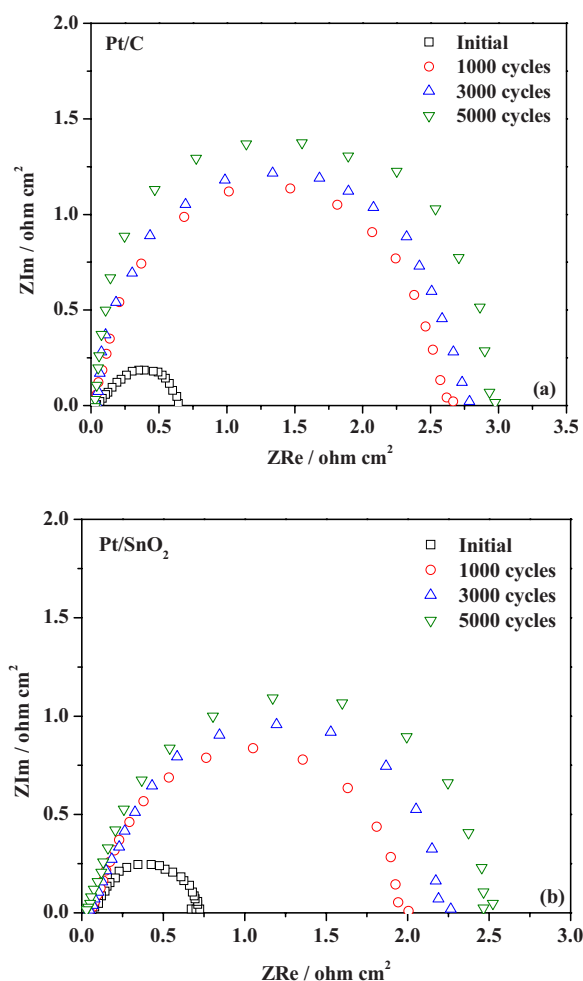 Pt/C
Initial
1000 cycles
3000 cycles
5000 cycles
2.0
1.5
1.0
0.5
0.0
ZIm / ohm cm²
0.0 0.5 1.0 1.5 2.0 2.5 3.0 3.5
ZRe / ohm cm²
(a)
Pt/SnO₂
Initial
1000 cycles
3000 cycles
5000 cycles
2.0
1.5
1.0
0.5
0.0
ZIm / ohm cm²
0.0 0.5 1.0 1.5 2.0 2.5 3.0
ZRe / ohm cm²
(b)